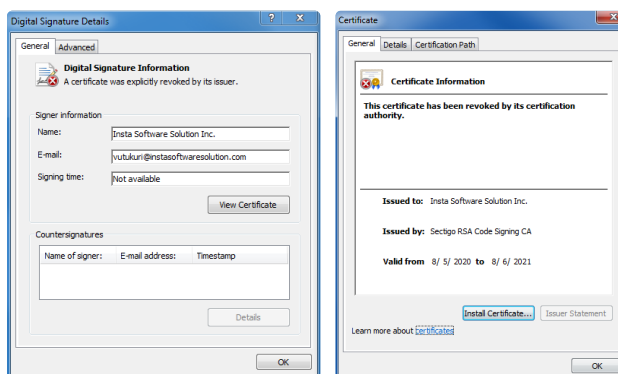 Digital Signature Details
General Advanced
Digital Signature Information
A certificate was explicitly revoked by its issuer.
Signer information
Name: Insta Software Solution Inc.
E-mail: vutukuri@instasoftwaresolution.com
Signing time: Not available
View Certificate
Countersignatures
Name of signer: E-mail address: Timestamp
Details
OK
Certificate
General Details Certification Path
Certificate Information
This certificate has been revoked by its certification
authority.
Issued to: Insta Software Solution Inc.
Issued by: Sectigo RSA Code Signing CA
Valid from 8/ 5/ 2020 to 8/ 6/ 2021
Install Certificate... Issuer Statement
Learn more about certificates
OK